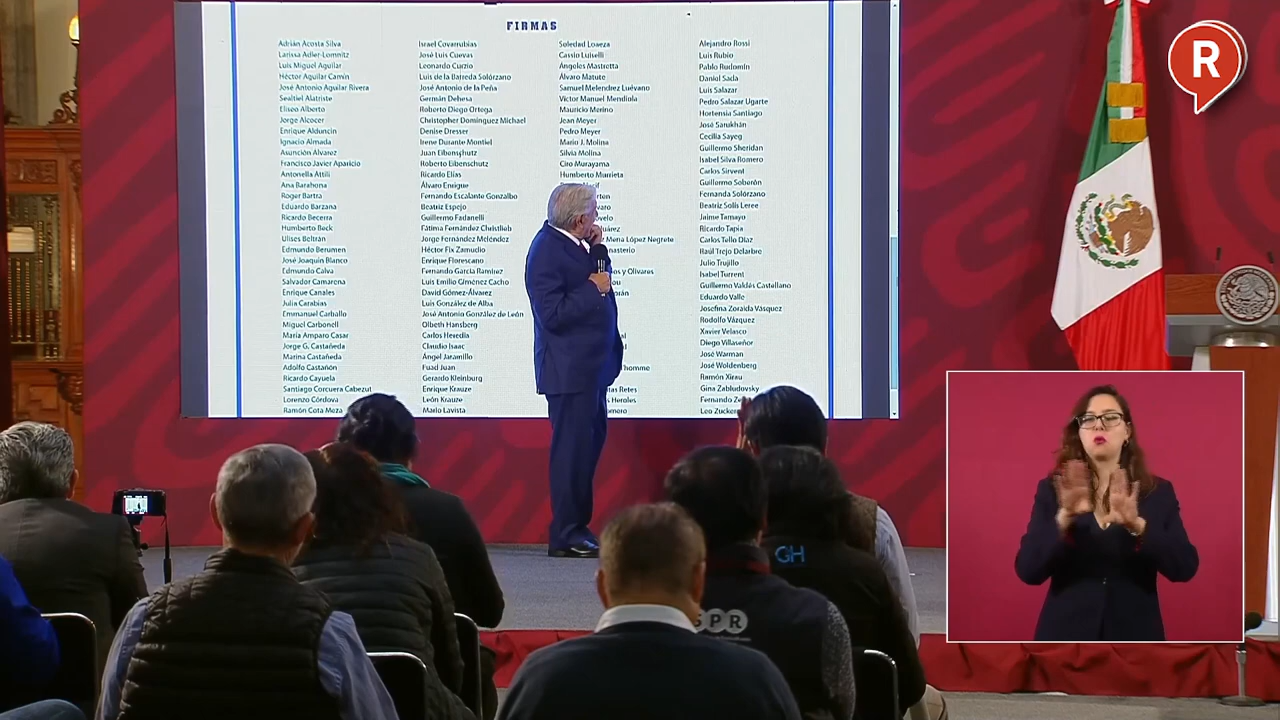 FIRMAS
Adrián Acosta Silva
Larissa Adler-Lomnitz
Luis Miguel Aguilar
Héctor Aguilar Camín
José Antonio Aguilar Rivera
Sealtiel Alatriste
Eliseo Alberto
Jorge Alcocer
Enrique Alduncin
Ignacio Almada
Asunción Álvarez
Francisco Javier Aparicio
Antonella Attili
Ana Barahona
Roger Bartra
Eduardo Barzana
Ricardo Becerra
Humberto Beck
Ulises Beltrán
Edmundo Berumen
José Joaquín Blanco
Edmundo Calva
Salvador Camarena
Enrique Canales
Julia Carabias
Emmanuel Carballo
Miguel Carbonell
María Amparo Casar
Jorge G. Castañeda
Marina Castañeda
Adolfo Castañón
Ricardo Cayuela
Santiago Corcuera Cabezut
Lorenzo Córdova
Ramón Cota Meza
Israel Covarrubias
José Luis Cuevas
Leonardo Curzio
Luis de la Barreda Solórzano
José Antonio de la Peña
Germán Dehesa
Roberto Diego Ortega
Christopher Domínguez Michael
Denise Dresser
Irene Durante Montiel
Juan Eibenshutz
Roberto Eibenschutz
Ricardo Elías
Álvaro Enrigue
Fernando Escalante Gonzalbo
Beatriz Espejo
Guillermo Fadanelli
Fátima Fernández Christlieb
Jorge Fernández Meléndez
Héctor Fix Zamudio
Enrique Florescano
Fernando García Ramírez
Luis Emilio Giménez Cacho
David Gómez-Álvarez
Luis González de Alba
José Antonio González de León
Olbeth Hansberg
Carlos Heredia
Claudio Isaac
Ángel Jaramillo
Fuad Juan
Gerardo Kleinburg
Enrique Krauze
León Krauze
Mario Lavista
Soledad Loaeza
Cassio Luiselli
Ángeles Mastretta
Álvaro Matute
Samuel Melendrez Luévano
Víctor Manuel Mendiola
Mauricio Merino
Jean Meyer
Pedro Meyer
Mario J. Molina
Silvia Molina
Ciro Murayama
Humberto Murrieta
Mena López Negrete
y Olivares
Retes
Heroles
Alejandro Rossi
Luis Rubio
Pablo Rudomín
Daniel Sada
Luis Salazar
Pedro Salazar Ugarte
Hortensia Santiago
José Sarukhán
Cecilia Sayeg
Guillermo Sheridan
Isabel Silva Romero
Carlos Sirvent
Guillermo Soberón
Fernanda Solórzano
Beatriz Solís Leree
Jaime Tamayo
Ricardo Tapia
Carlos Tello Díaz
Raúl Trejo Delarbre
Julio Trujillo
Isabel Turrent
Guillermo Valdés Castellano
Eduardo Valle
Josefina Zoraida Vásquez
Rodolfo Vázquez
Xavier Velasco
Diego Villaseñor
José Warman
José Woldenberg
Ramón Xirau
Gina Zabludovsky
Fernando
Leo
R
GH
SPR